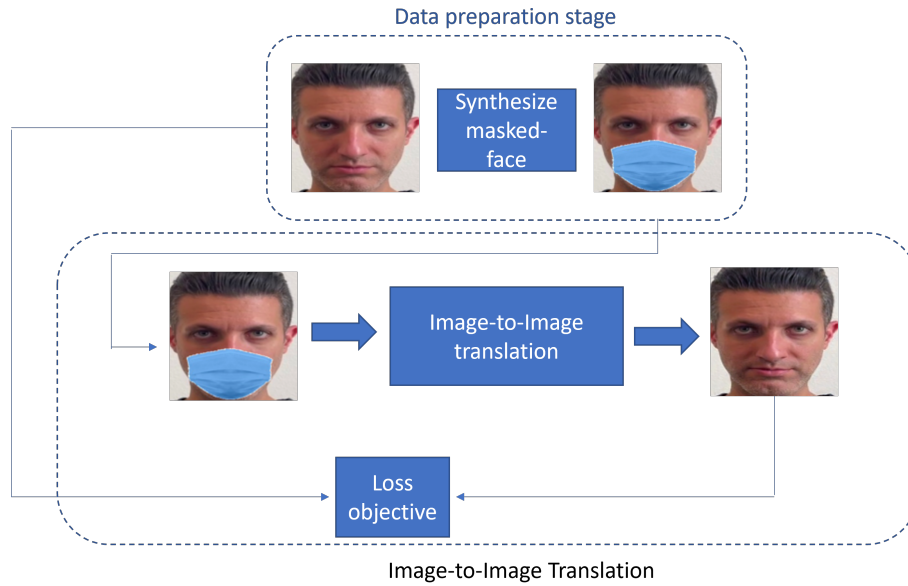 Data preparation stage
Synthesize
masked-
face
Image-to-Image
translation
Loss
objective
Image-to-Image Translation